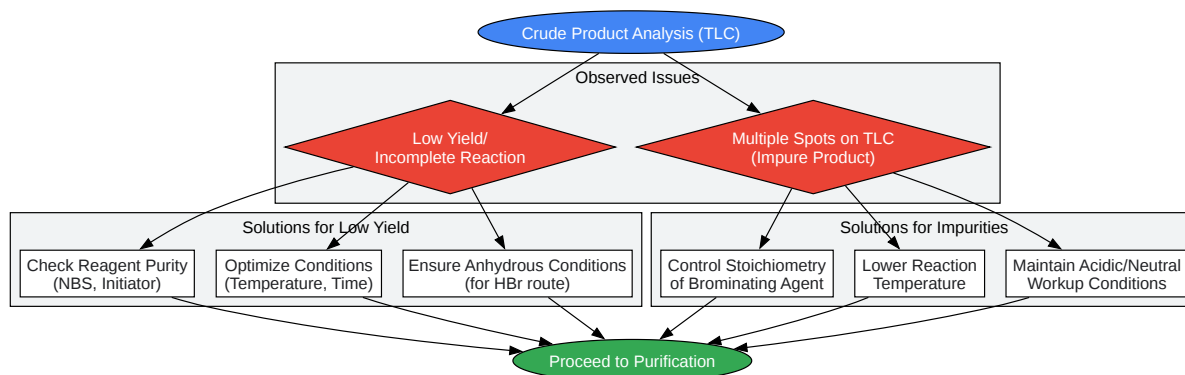 Crude Product Analysis (TLC)
Observed Issues
Low Yield/
Incomplete Reaction
Multiple Spots on TLC
(Impure Product)
Solutions for Low Yield
Check Reagent Purity
(NBS, Initiator)
Optimize Conditions
(Temperature, Time)
Ensure Anhydrous Conditions
(for HBr route)
Solutions for Impurities
Control Stoichiometry
of Brominating Agent
Lower Reaction
Temperature
Maintain Acidic/Neutral
Workup Conditions
Proceed to Purification